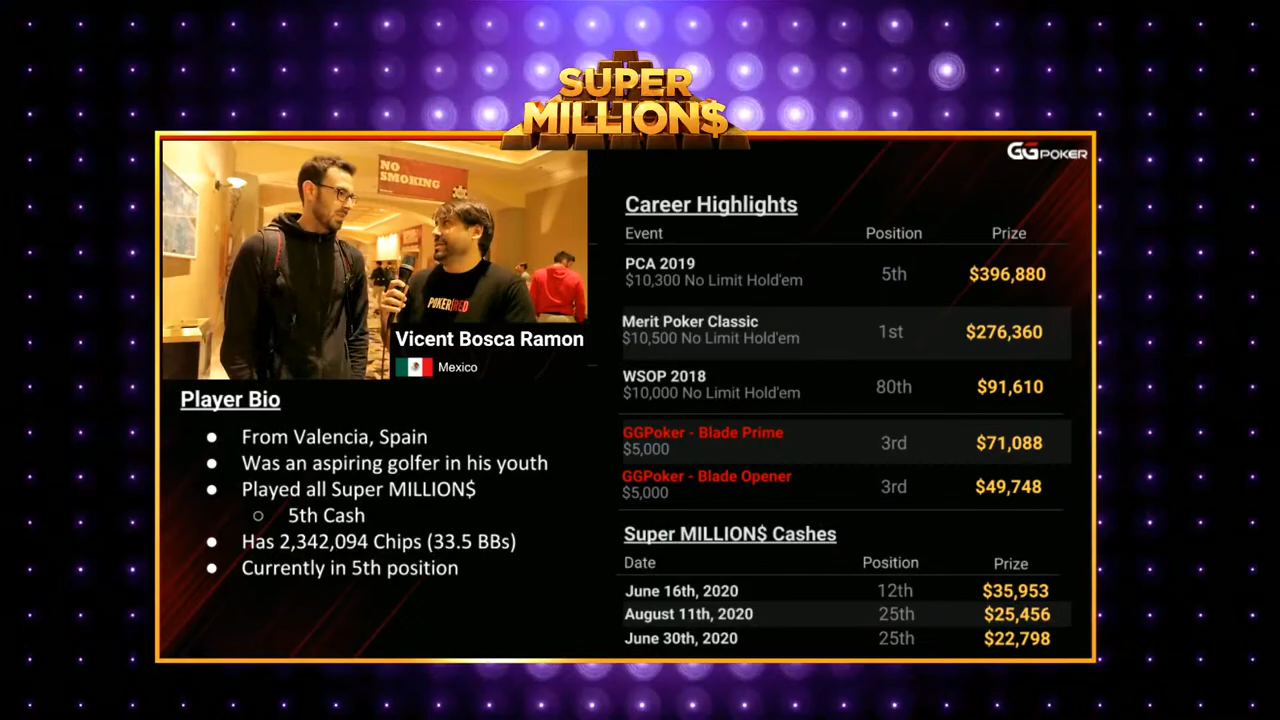 SUPER
MILLION$
GGPOKER
NO
SMOKING
POKER RED
Vicent Bosca Ramon
Mexico
Player Bio
● From Valencia, Spain
● Was an aspiring golfer in his youth
● Played all Super MILLION$
○ 5th Cash
● Has 2,342,094 Chips (33.5 BBs)
● Currently in 5th position
Career Highlights
Event Position Prize
PCA 2019
$10,300 No Limit Hold'em 5th $396,880
Merit Poker Classic
$10,500 No Limit Hold'em 1st $276,360
WSOP 2018
$10,000 No Limit Hold'em 80th $91,610
GGPoker - Blade Prime
$5,000 3rd $71,088
GGPoker - Blade Opener
$5,000 3rd $49,748
Super MILLION$ Cashes
Date Position Prize
June 16th, 2020 12th $35,953
August 11th, 2020 25th $25,456
June 30th, 2020 25th $22,798